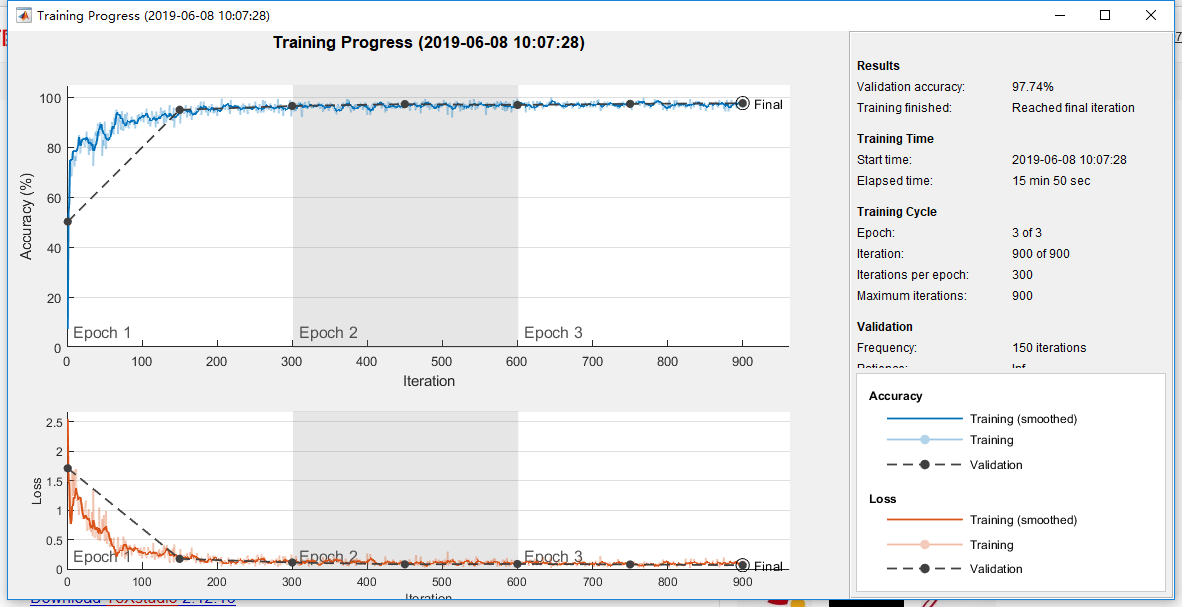 Training Progress (2019-06-08 10:07:28)
Training Progress (2019-06-08 10:07:28)
100
80
60
40
20
0
Accuracy (%)
Final
Epoch 1
Epoch 2
Epoch 3
0 100 200 300 400 500 600 700 800 900
Iteration
2.5
2
1.5
1
0.5
0
Loss
Epoch 1
Epoch 2
Epoch 3
Final
0 100 200 300 400 500 600 700 800 900
Iteration
Results
Validation accuracy: 97.74%
Training finished: Reached final iteration
Training Time
Start time: 2019-06-08 10:07:28
Elapsed time: 15 min 50 sec
Training Cycle
Epoch: 3 of 3
Iteration: 900 of 900
Iterations per epoch: 300
Maximum iterations: 900
Validation
Frequency: 150 iterations
Patience: Inf
Accuracy
Training (smoothed)
Training
Validation
Loss
Training (smoothed)
Training
Validation
7
Download TeXstudio 2.12.16